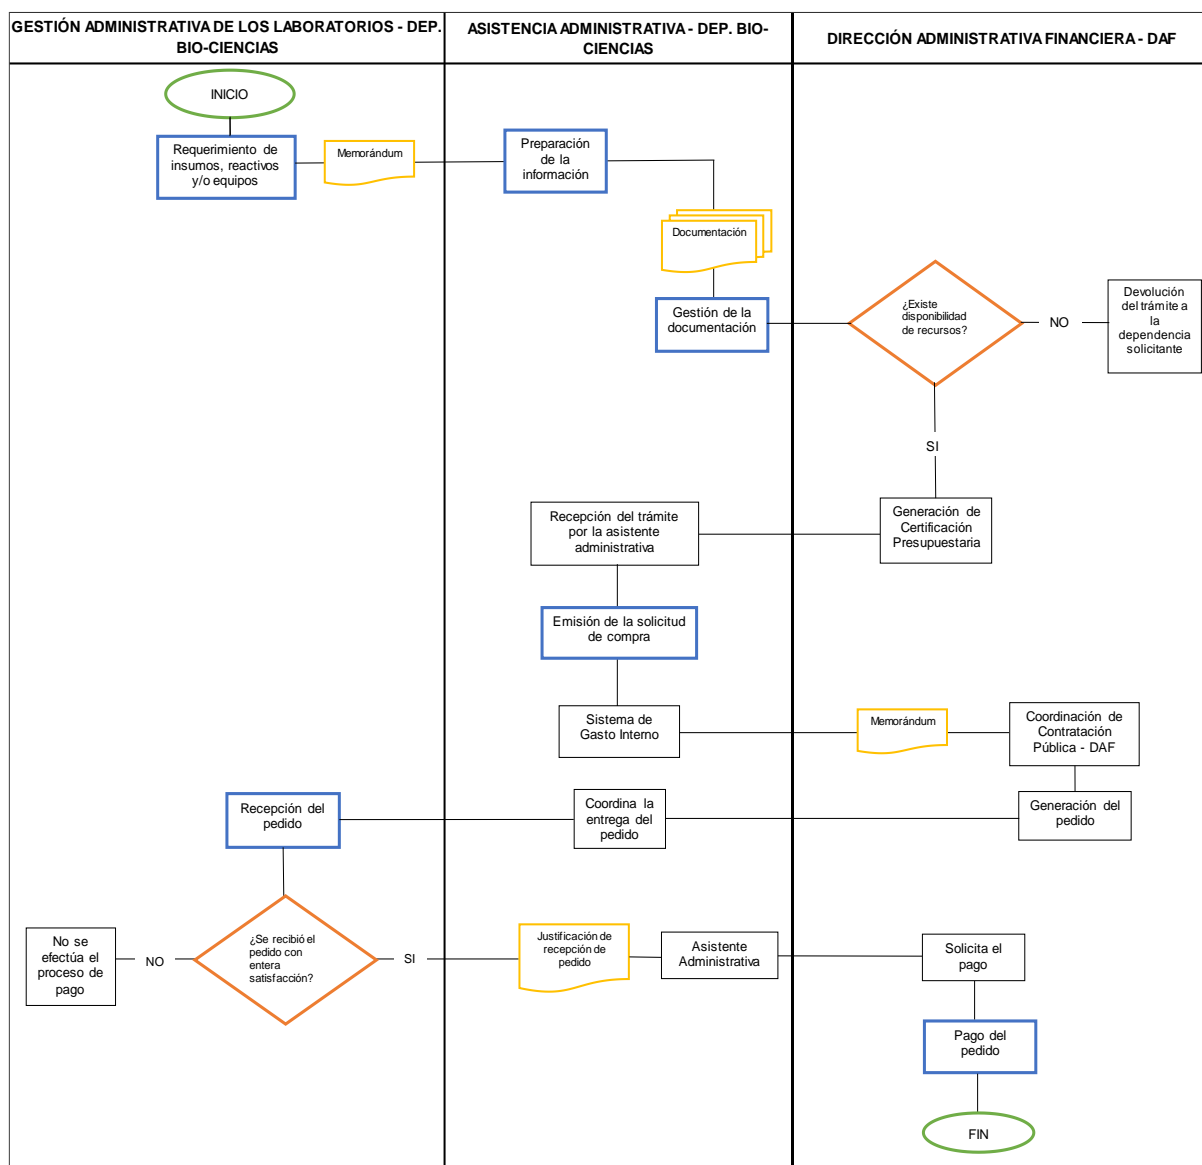 GESTIÓN ADMINISTRATIVA DE LOS LABORATORIOS - DEP.
BIO-CIENCIAS
ASISTENCIA ADMINISTRATIVA - DEP. BIO-
CIENCIAS
DIRECCIÓN ADMINISTRATIVA FINANCIERA - DAF
INICIO
Requerimiento de
insumos, reactivos
y/o equipos
Memorándum
Preparación
de la
información
Documentación
Gestión de la
documentación
¿Existe
disponibilidad
de recursos?
NO
Devolución
del trámite a
la
dependencia
solicitante
SI
Generación de
Certificación
Presupuestaria
Recepción del trámite
por la asistente
administrativa
Emisión de la solicitud
de compra
Sistema de
Gasto Interno
Memorándum
Coordinación de
Contratación
Pública - DAF
Generación del
pedido
Coordina la
entrega del
pedido
Recepción del
pedido
¿Se recibió el
pedido con
entera
satisfacción?
NO
No se
efectúa el
proceso de
pago
SI
Justificación de
recepción de
pedido
Asistente
Administrativa
Solicita el
pago
Pago del
pedido
FIN